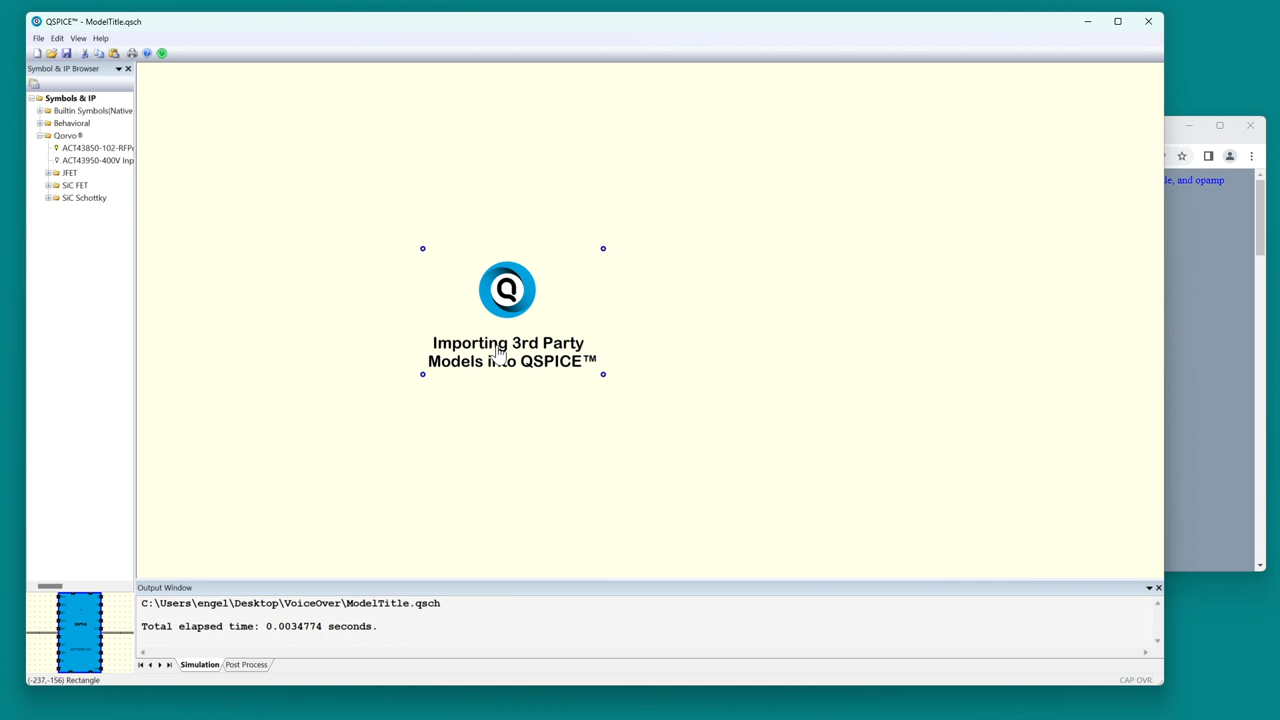 QSPICE™ - ModelTitle.qsch
File Edit View Help
Symbol & IP Browser
Symbols & IP
Builtin Symbols(Native
Behavioral
Qorvo®
ACT43850-102-RFPo
ACT43950-400V Inp
JFET
SiC FET
SiC Schottky
de, and opamp
Q
Importing 3rd Party
Models into QSPICE™
Output Window
C:\Users\engel\Desktop\VoiceOver\ModelTitle.qsch
Total elapsed time: 0.0034774 seconds.
Simulation Post Process
(-237,-156) Rectangle
CAP OVR